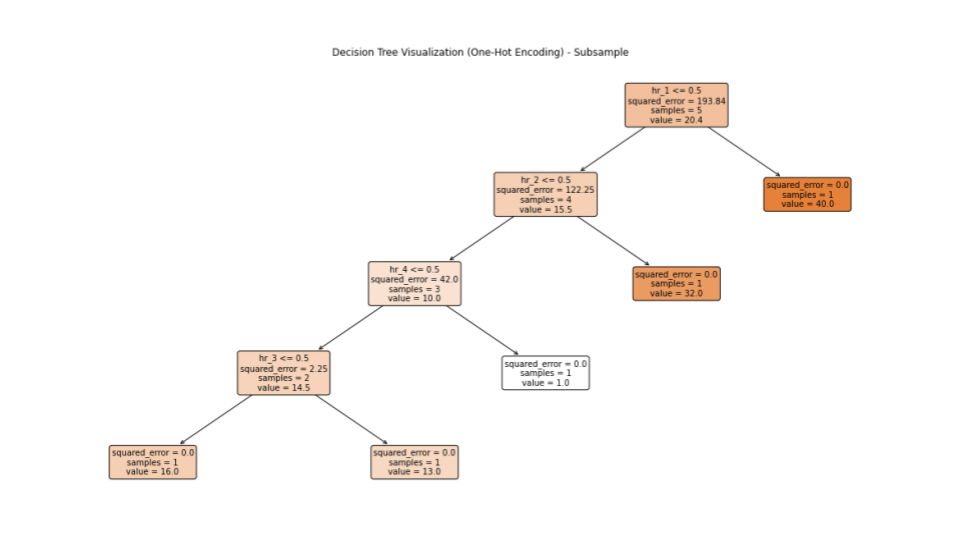 Decision Tree Visualization (One-Hot Encoding) - Subsample
hr_1 <= 0.5
squared_error = 193.84
samples = 5
value = 20.4
hr_2 <= 0.5
squared_error = 122.25
samples = 4
value = 15.5
squared_error = 0.0
samples = 1
value = 40.0
hr_4 <= 0.5
squared_error = 42.0
samples = 3
value = 10.0
squared_error = 0.0
samples = 1
value = 32.0
hr_3 <= 0.5
squared_error = 2.25
samples = 2
value = 14.5
squared_error = 0.0
samples = 1
value = 1.0
squared_error = 0.0
samples = 1
value = 16.0
squared_error = 0.0
samples = 1
value = 13.0